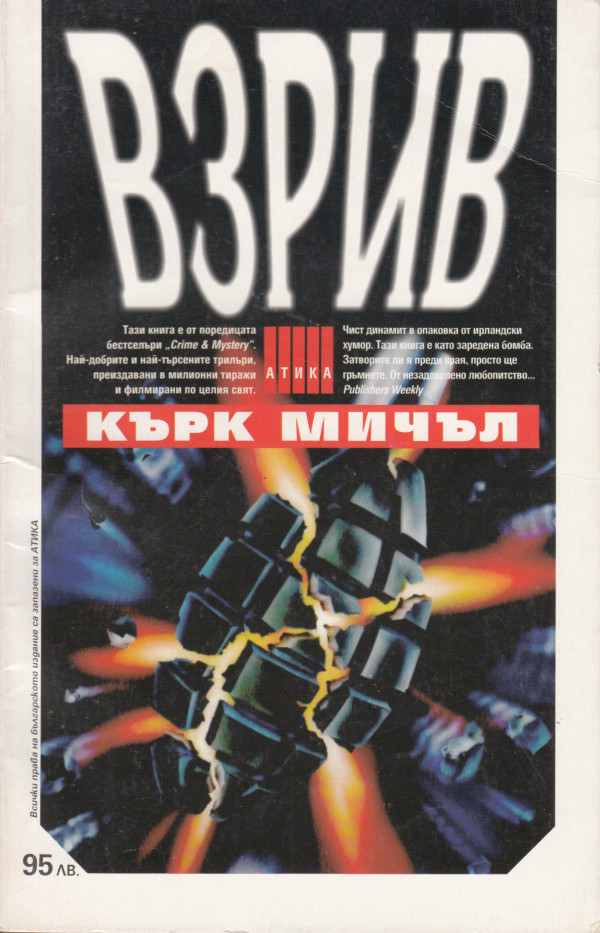 ВЗРИВ
Тази книга е от поредицата
бестселъри „Crime & Mystery“.
Най-добрите и най-търсените трилъри,
преиздавани в милионни тиражи
и филмирани по целия свят.
АТИКА
Чист динамит в опаковка от ирландски
хумор. Тази книга е като заредена бомба.
Затворите ли я преди края, просто ще
гръмнете. От незадоволено любопитство...
Publishers Weekly
КЪРК МИЧЪЛ
Всички права на българското издание са запазени за АТИКА
95 ЛВ.